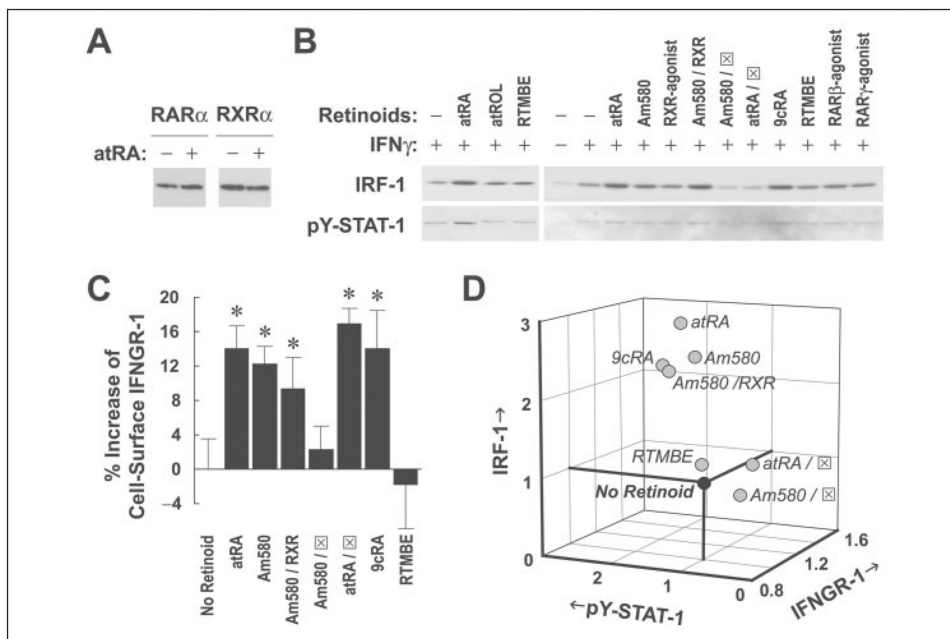 A
RARα RXRα
atRA: − + − +
B
Retinoids: − atRA atROL RTMBE − − atRA Am580 RXR-agonist Am580 / RXR Am580 / ☒ atRA / ☒ 9cRA RTMBE RARβ-agonist RARγ-agonist
IFNγ: + + + + − + + + + + + + + + + +
IRF-1
pY-STAT-1
C
% Increase of
Cell-Surface IFNGR-1
20
16
12
8
4
0
−4
* * * * *
No Retinoid atRA Am580 Am580 / RXR Am580 / ☒ atRA / ☒ 9cRA RTMBE
D
3
2
1
0
IRF-1→
atRA
9cRA Am580
Am580 /RXR
RTMBE atRA / ☒
No Retinoid Am580 / ☒
2 1 0
←pY-STAT-1
0.8 1.2 1.6
IFNGR-1→